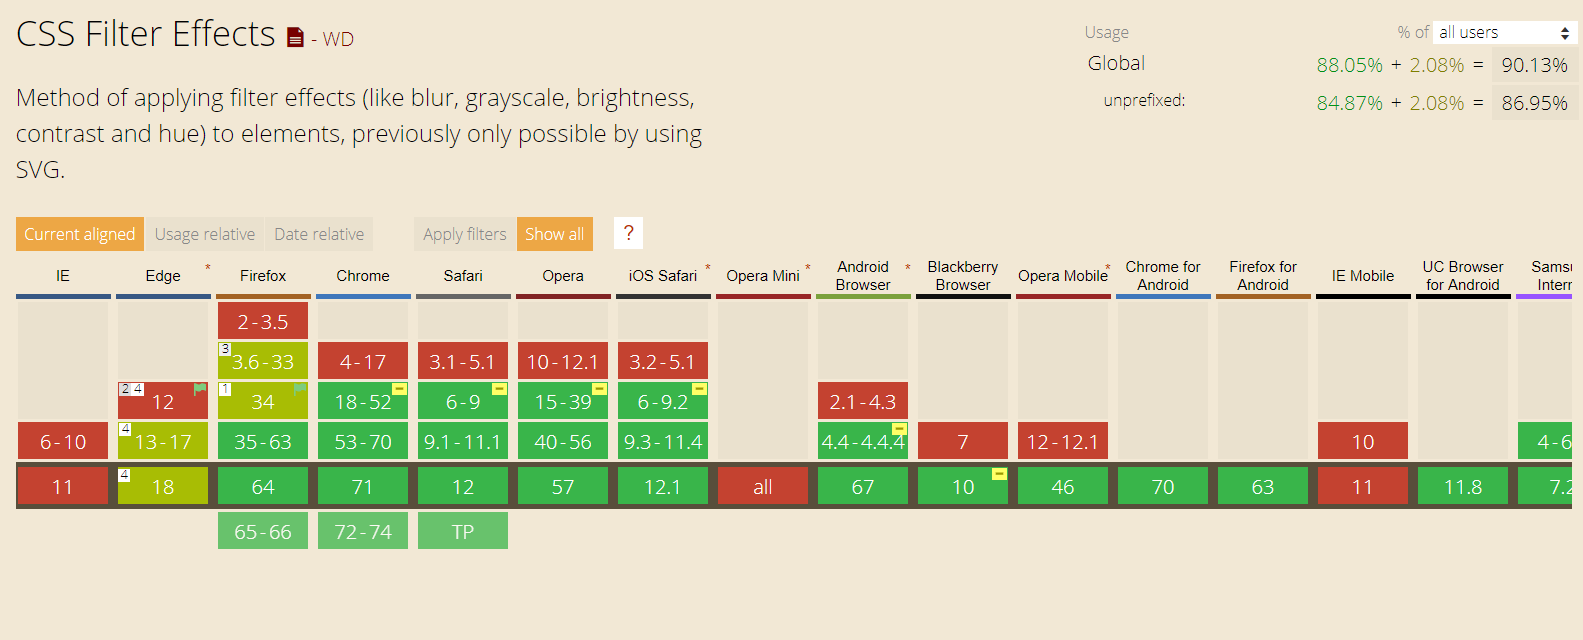 CSS Filter Effects - WD
Usage % of all users
Global 88.05% + 2.08% = 90.13%
unprefixed: 84.87% + 2.08% = 86.95%
Method of applying filter effects (like blur, grayscale, brightness,
contrast and hue) to elements, previously only possible by using
SVG.
Current aligned Usage relative Date relative Apply filters Show all ?
IE Edge * Firefox Chrome Safari Opera iOS Safari * Opera Mini * Android Browser * Blackberry Browser Opera Mobile * Chrome for Android Firefox for Android IE Mobile UC Browser for Android
2-3.5
3 3.6-33 4-17 3.1-5.1 10-12.1 3.2-5.1
2 4 12 1 34 18-52 6-9 15-39 6-9.2 2.1-4.3
6-10 4 13-17 35-63 53-70 9.1-11.1 40-56 9.3-11.4 4.4-4.4.4 7 12-12.1 10 4-6
11 4 18 64 71 12 57 12.1 all 67 10 46 70 63 11 11.8 7.2
65-66 72-74 TP